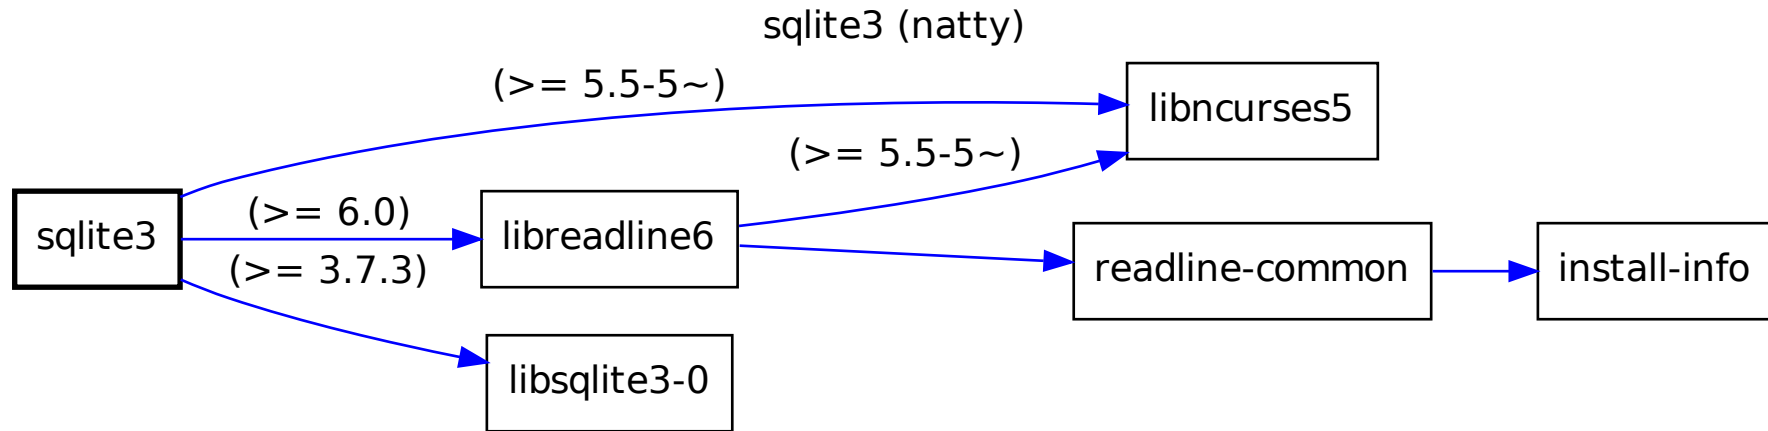 sqlite3 (natty)
(>= 5.5-5~)
libncurses5
(>= 5.5-5~)
sqlite3
(>= 6.0)
libreadline6
(>= 3.7.3)
readline-common
install-info
libsqlite3-0